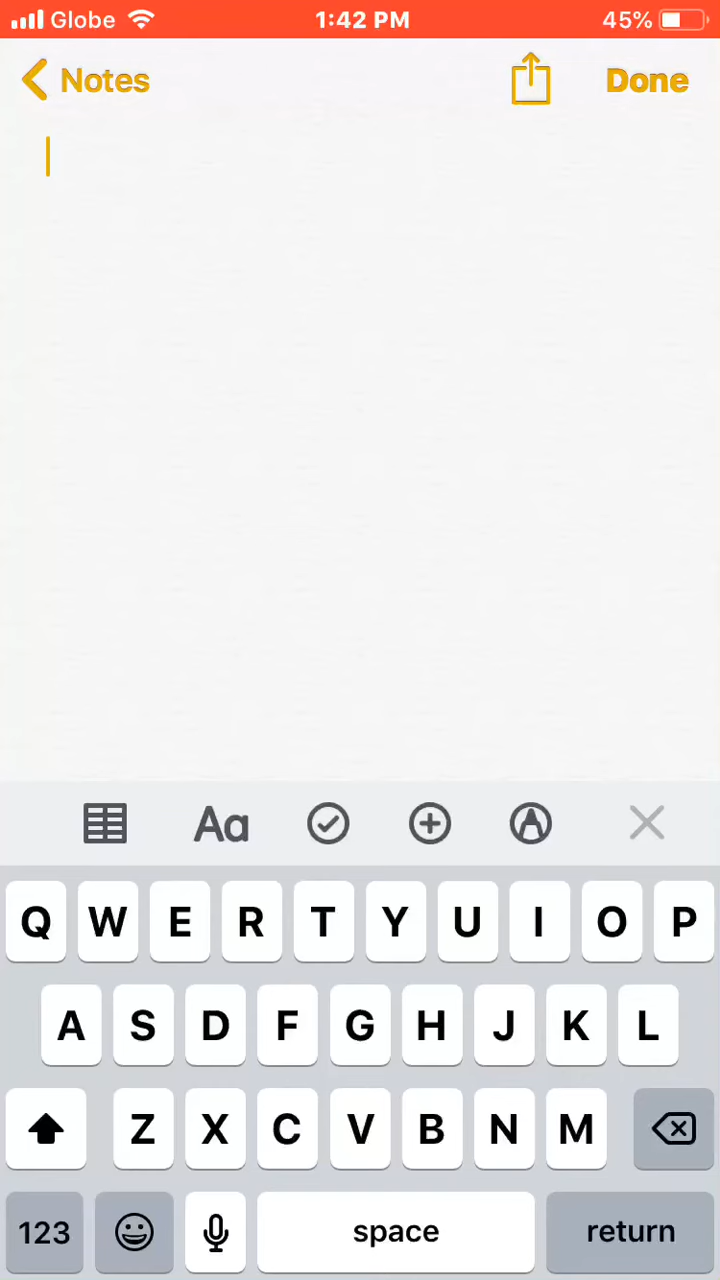 Globe 1:42 PM 45%
Notes Done
Aa
Q W E R T Y U I O P
A S D F G H J K L
Z X C V B N M
123 space return